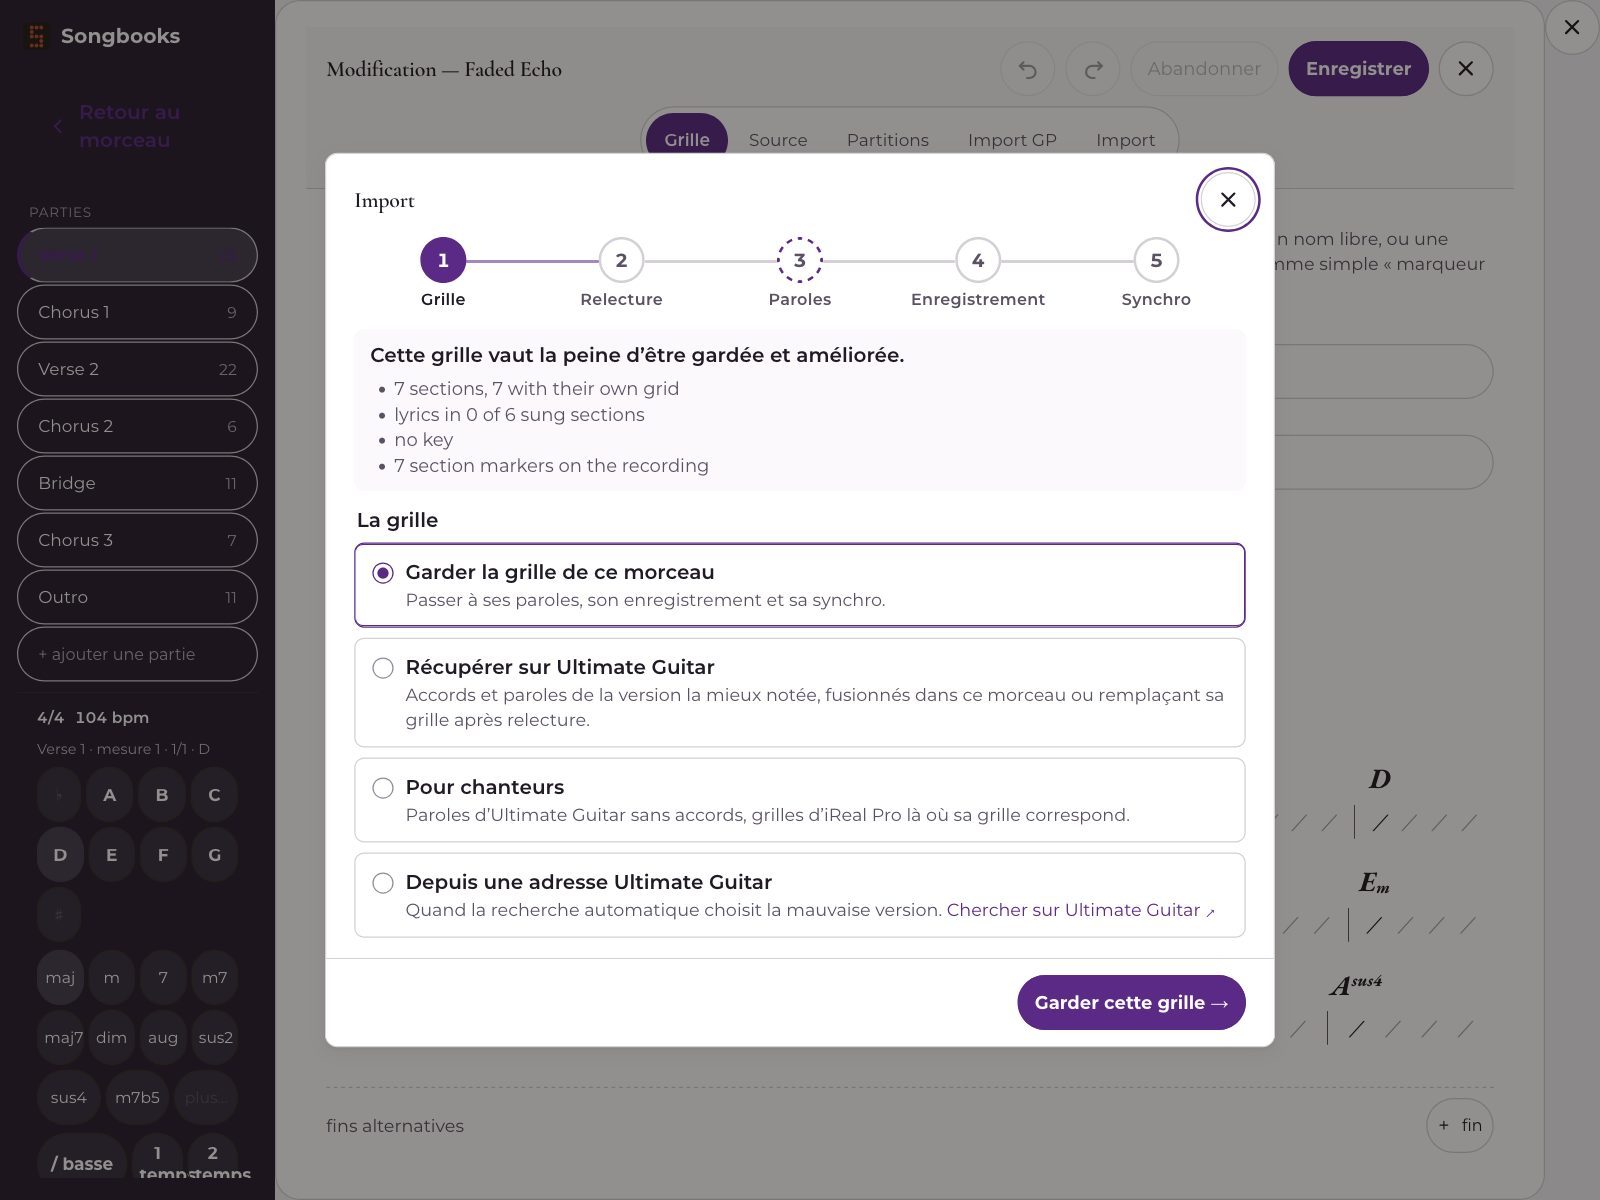 Songbooks
Retour au
morceau
PARTIES
Verse 1
Chorus 1 9
Verse 2 22
Chorus 2 6
Bridge 11
Chorus 3 7
Outro 11
+ ajouter une partie
4/4 104 bpm
Verse 1 · mesure 1 · 1/1 · D
♭ A B C
D E F G
♯
maj m 7 m7
maj7 dim aug sus2
sus4 m7b5 plus...
/ basse 1 temps 2 temps
Modification — Faded Echo
Abandonner
Enregistrer
Grille Source Partitions Import GP Import
n nom libre, ou une
mme simple « marqueur
Import
1 2 3 4 5
Grille Relecture Paroles Enregistrement Synchro
Cette grille vaut la peine d’être gardée et améliorée.
• 7 sections, 7 with their own grid
• lyrics in 0 of 6 sung sections
• no key
• 7 section markers on the recording
La grille
Garder la grille de ce morceau
Passer à ses paroles, son enregistrement et sa synchro.
Récupérer sur Ultimate Guitar
Accords et paroles de la version la mieux notée, fusionnés dans ce morceau ou remplaçant sa
grille après relecture.
Pour chanteurs
Paroles d’Ultimate Guitar sans accords, grilles d’iReal Pro là où sa grille correspond.
Depuis une adresse Ultimate Guitar
Quand la recherche automatique choisit la mauvaise version. Chercher sur Ultimate Guitar ↗
Garder cette grille →
D
Em
Asus4
fins alternatives
+ fin